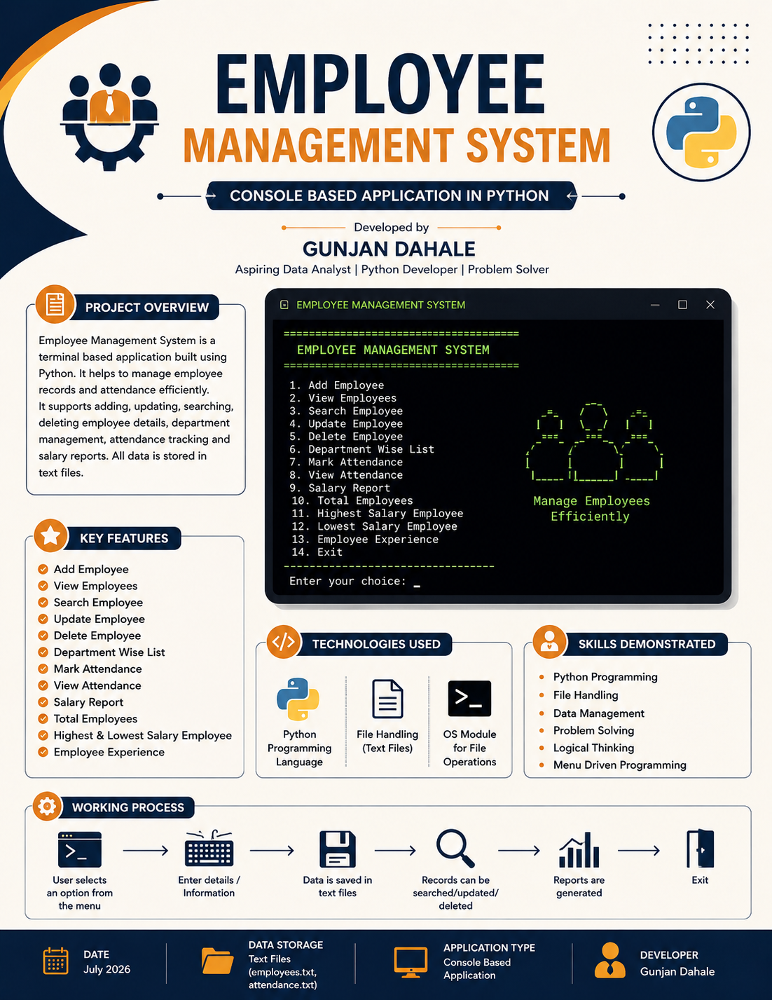 EMPLOYEE
MANAGEMENT SYSTEM
CONSOLE BASED APPLICATION IN PYTHON
Developed by
GUNJAN DAHALE
Aspiring Data Analyst | Python Developer | Problem Solver
PROJECT OVERVIEW
Employee Management System is a
terminal based application built using
Python. It helps to manage employee
records and attendance efficiently.
It supports adding, updating, searching,
deleting employee details, department
management, attendance tracking and
salary reports. All data is stored in
text files.
KEY FEATURES
Add Employee
View Employees
Search Employee
Update Employee
Delete Employee
Department Wise List
Mark Attendance
View Attendance
Salary Report
Total Employees
Highest & Lowest Salary Employee
Employee Experience
EMPLOYEE MANAGEMENT SYSTEM
EMPLOYEE MANAGEMENT SYSTEM
1. Add Employee
2. View Employees
3. Search Employee
4. Update Employee
5. Delete Employee
6. Department Wise List
7. Mark Attendance
8. View Attendance
9. Salary Report
10. Total Employees
11. Highest Salary Employee
12. Lowest Salary Employee
13. Employee Experience
14. Exit
Enter your choice: _
Manage Employees
Efficiently
TECHNOLOGIES USED
Python
Programming
Language
File Handling
(Text Files)
OS Module
for File
Operations
SKILLS DEMONSTRATED
Python Programming
File Handling
Data Management
Problem Solving
Logical Thinking
Menu Driven Programming
WORKING PROCESS
User selects
an option from
the menu
Enter details /
Information
Data is saved in
text files
Records can be
searched/updated/
deleted
Reports are
generated
Exit
DATE
July 2026
DATA STORAGE
Text Files
(employees.txt,
attendance.txt)
APPLICATION TYPE
Console Based
Application
DEVELOPER
Gunjan Dahale